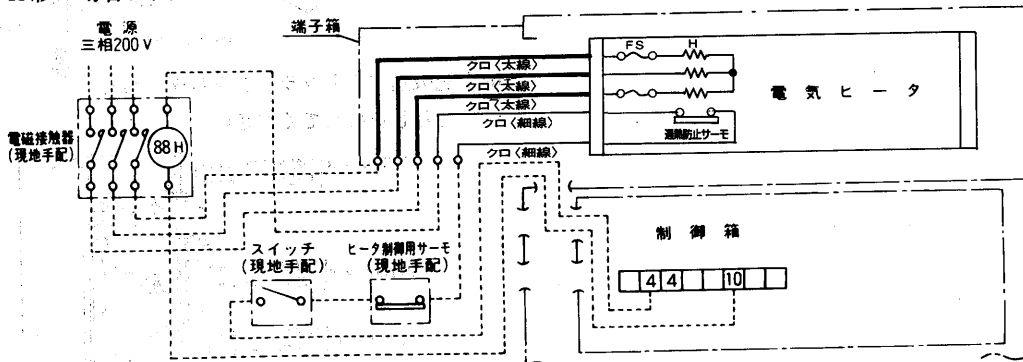 電源
三相200V
端子箱
FS
H
クロ〈太線〉
クロ〈太線〉
クロ〈太線〉
クロ〈細線〉
クロ〈細線〉
過熱防止サーモ
電気ヒータ
電磁接触器
(現地手配)
88H
スイッチ
(現地手配)
ヒータ制御用サーモ
(現地手配)
制御箱
4 4 10